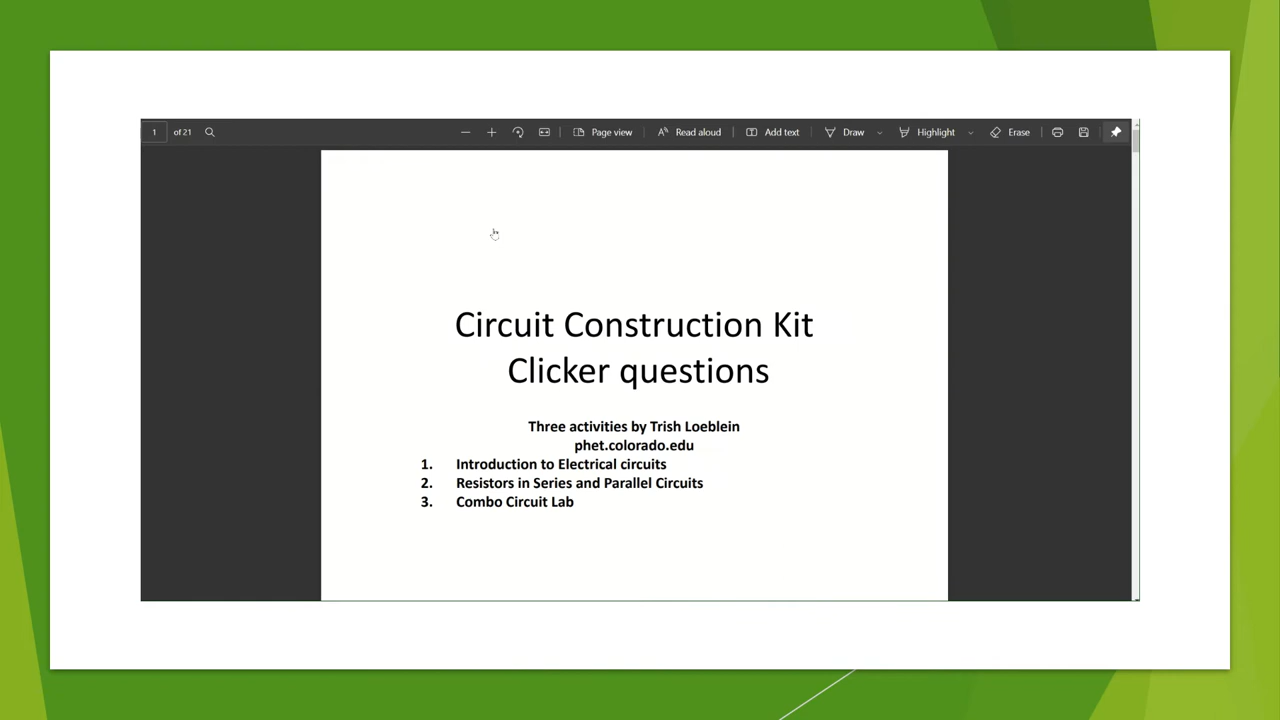 1 of 21 Page view Read aloud Add text Draw Highlight Erase
Circuit Construction Kit
Clicker questions
Three activities by Trish Loeblein
phet.colorado.edu
1. Introduction to Electrical circuits
2. Resistors in Series and Parallel Circuits
3. Combo Circuit Lab